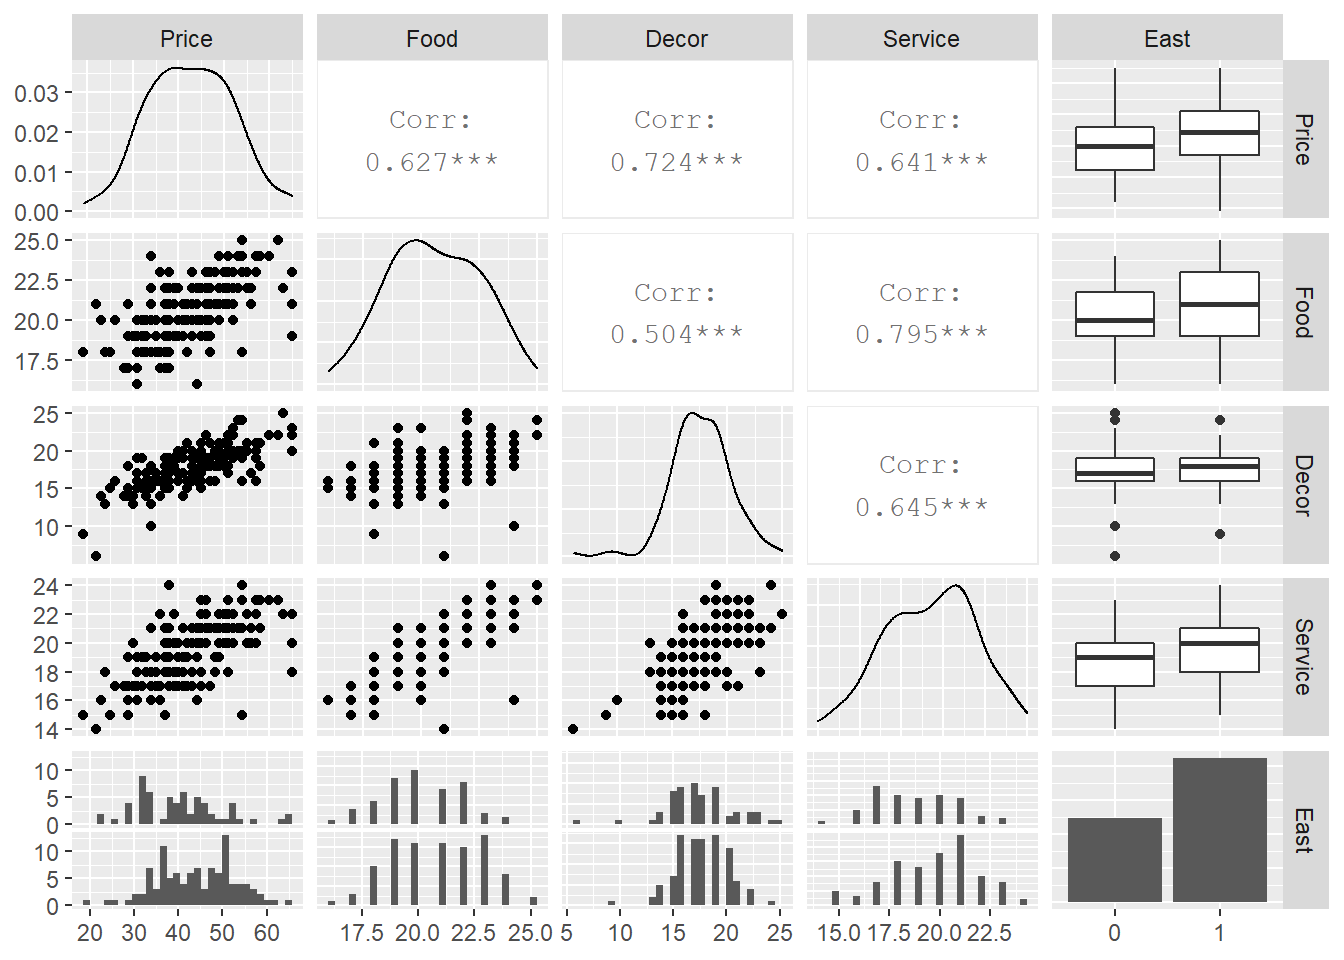 Price Food Decor Service East
0.03
0.02
0.01
0.00
Corr:
0.627***
Corr:
0.724***
Corr:
0.641***
Price
25.0
22.5
20.0
17.5
Corr:
0.504***
Corr:
0.795***
Food
25
20
15
10
Corr:
0.645***
Decor
24
22
20
18
16
14
Service
10
5
0
10
5
0
East
20 30 40 50 60
17.5 20.0 22.5 25.0
5 10 15 20 25
15.0 17.5 20.0 22.5
0 1